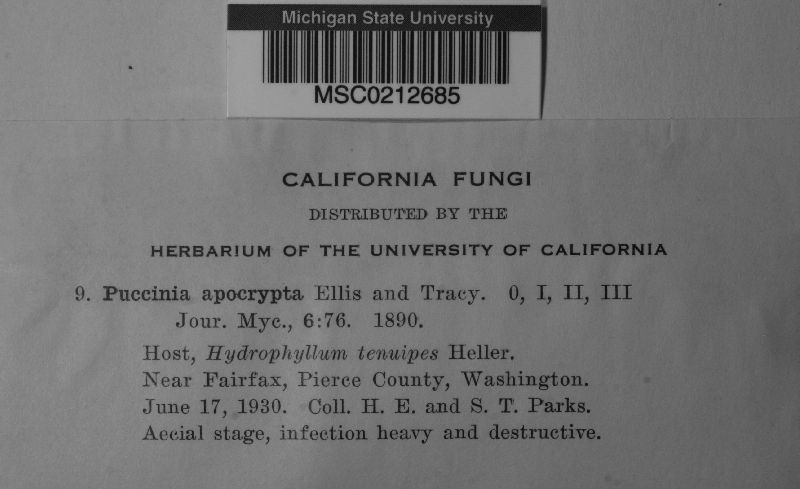 Michigan State University
MSC0212685
CALIFORNIA FUNGI
DISTRIBUTED BY THE
HERBARIUM OF THE UNIVERSITY OF CALIFORNIA
9. Puccinia apocrypta Ellis and Tracy. 0, I, II, III
Jour. Myc., 6:76. 1890.
Host, Hydrophyllum tenuipes Heller.
Near Fairfax, Pierce County, Washington.
June 17, 1930. Coll. H. E. and S. T. Parks.
Aecial stage, infection heavy and destructive.